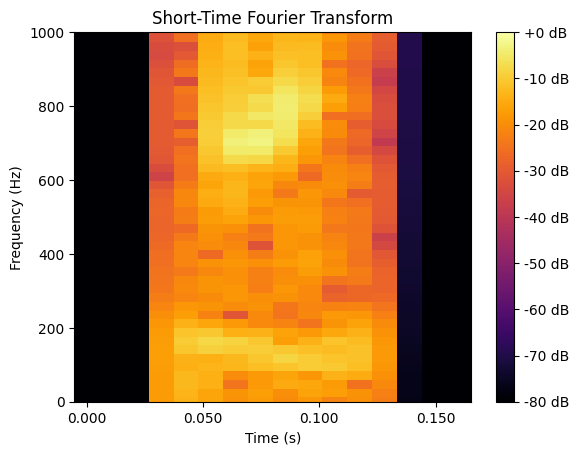 Short-Time Fourier Transform
1000
800
600
400
200
0
Frequency (Hz)
0.000
0.050
0.100
0.150
Time (s)
+0 dB
-10 dB
-20 dB
-30 dB
-40 dB
-50 dB
-60 dB
-70 dB
-80 dB